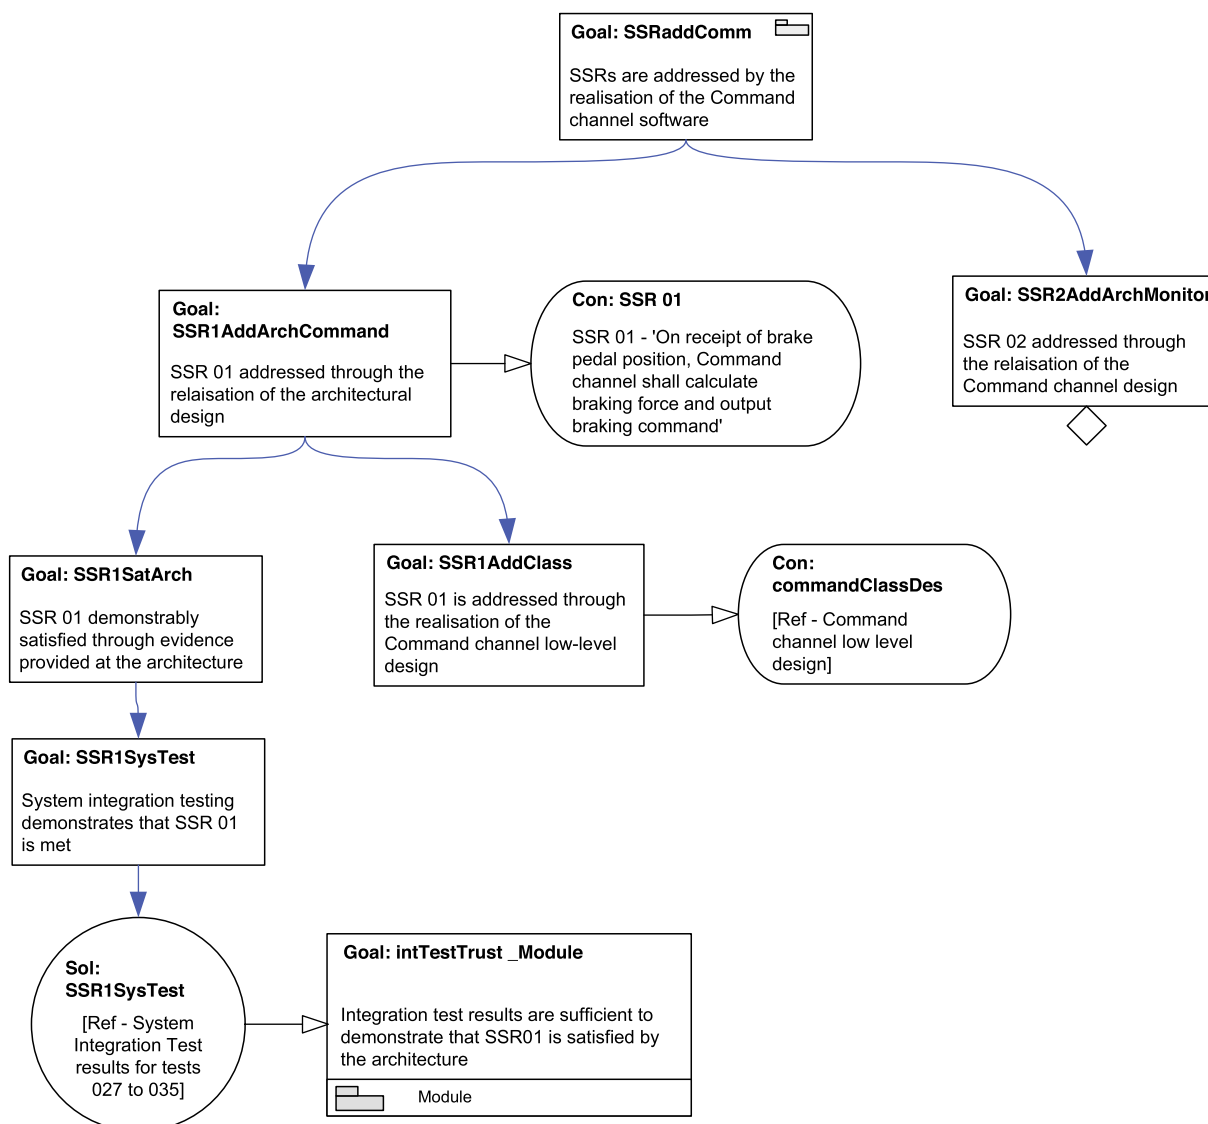 Goal: SSRaddComm
SSRs are addressed by the
realisation of the Command
channel software
Goal:
SSR1AddArchCommand
SSR 01 addressed through the
relaisation of the architectural
design
Con: SSR 01
SSR 01 - 'On receipt of brake
pedal position, Command
channel shall calculate
braking force and output
braking command'
Goal: SSR2AddArchMonitor
SSR 02 addressed through
the relaisation of the
Command channel design
Goal: SSR1SatArch
SSR 01 demonstrably
satisfied through evidence
provided at the architecture
Goal: SSR1AddClass
SSR 01 is addressed through
the realisation of the
Command channel low-level
design
Con:
commandClassDes
[Ref - Command
channel low level
design]
Goal: SSR1SysTest
System integration testing
demonstrates that SSR 01
is met
Sol:
SSR1SysTest
[Ref - System
Integration Test
results for tests
027 to 035]
Goal: intTestTrust _Module
Integration test results are sufficient to
demonstrate that SSR01 is satisfied by
the architecture
Module